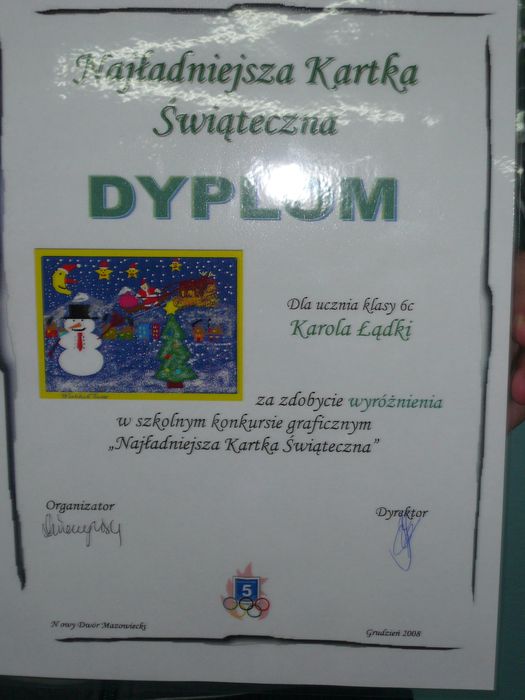 Najładniejsza Kartka
Świąteczna
DYPLOM
Dla ucznia klasy 6c
Karola Łądki
za zdobycie wyróżnienia
w szkolnym konkursie graficznym
„Najładniejsza Kartka Świąteczna”
Organizator
Dyrektor
5
Nowy Dwór Mazowiecki
Grudzień 2008